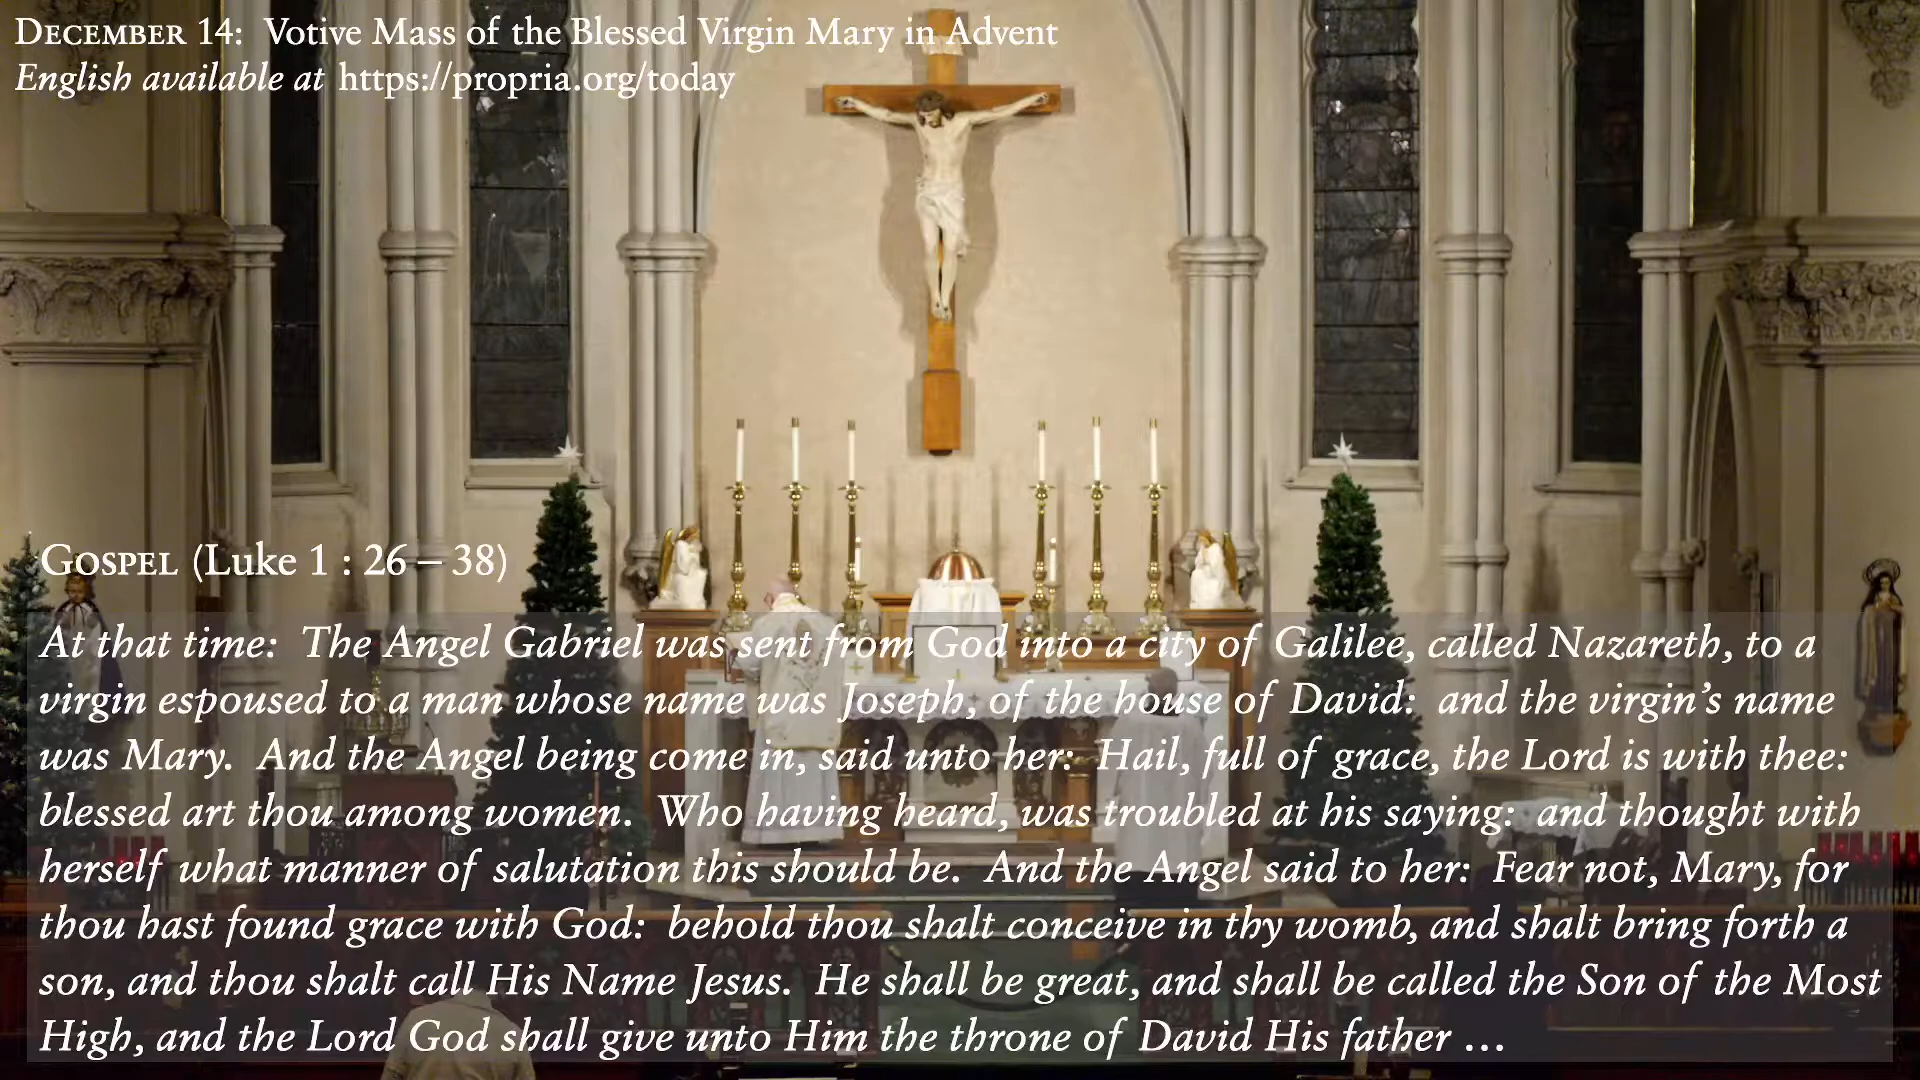 DECEMBER 14: Votive Mass of the Blessed Virgin Mary in Advent
English available at https://propria.org/today
GOSPEL (Luke 1 : 26 – 38)
At that time: The Angel Gabriel was sent from God into a city of Galilee, called Nazareth, to a
virgin espoused to a man whose name was Joseph, of the house of David: and the virgin’s name
was Mary. And the Angel being come in, said unto her: Hail, full of grace, the Lord is with thee:
blessed art thou among women. Who having heard, was troubled at his saying: and thought with
herself what manner of salutation this should be. And the Angel said to her: Fear not, Mary, for
thou hast found grace with God: behold thou shalt conceive in thy womb, and shalt bring forth a
son, and thou shalt call His Name Jesus. He shall be great, and shall be called the Son of the Most
High, and the Lord God shall give unto Him the throne of David His father …